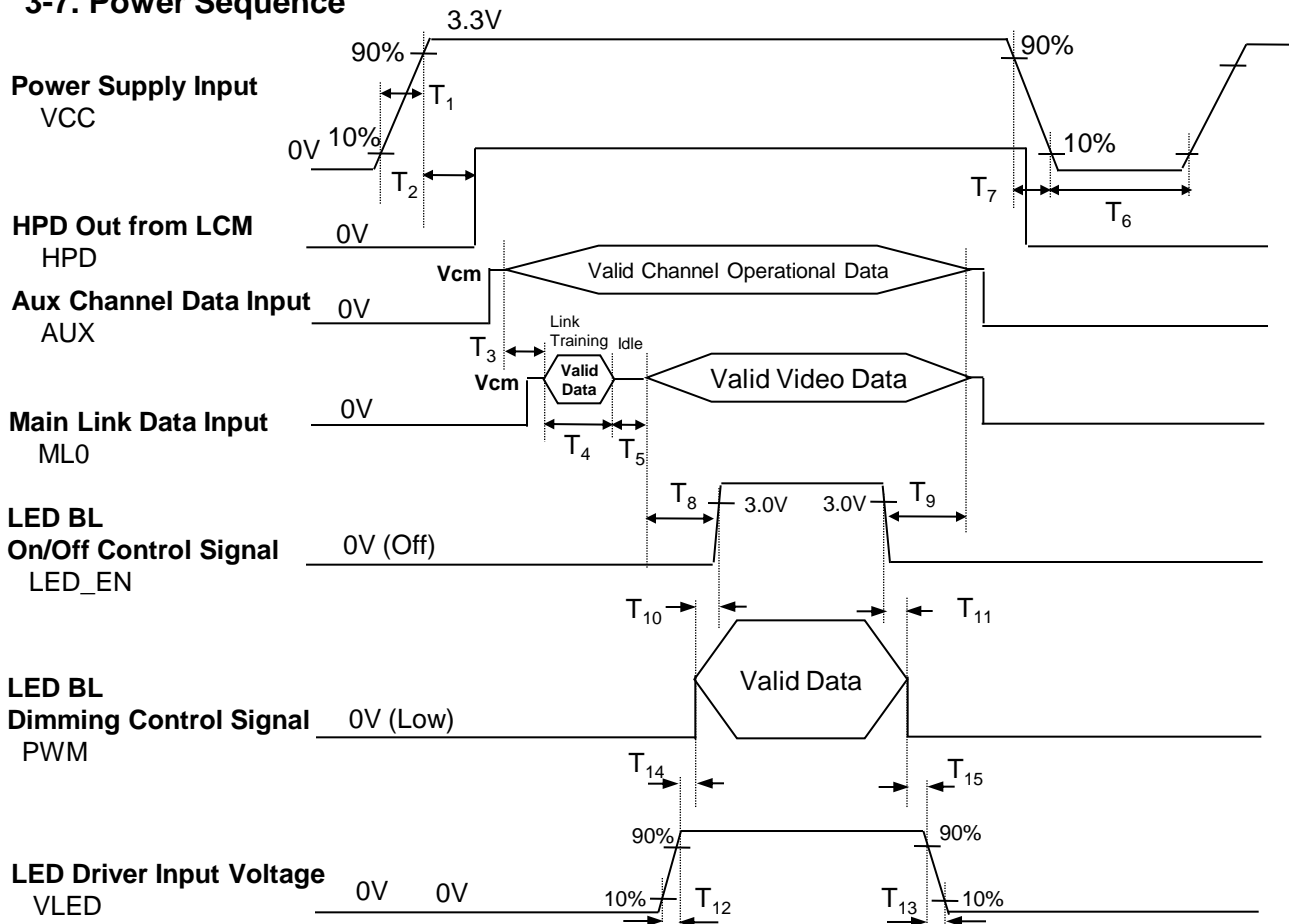 3-7. Power Sequence
3.3V
90%
90%
Power Supply Input
VCC
T1
0V
10%
10%
T2
T7
T6
HPD Out from LCM
HPD
0V
Vcm
Valid Channel Operational Data
Aux Channel Data Input
AUX
0V
Link
Training
Idle
T3
Vcm
Valid
Data
Valid Video Data
Main Link Data Input
ML0
0V
T4
T5
T8
3.0V
3.0V
T9
LED BL
On/Off Control Signal
LED_EN
0V (Off)
T10
T11
Valid Data
LED BL
Dimming Control Signal
PWM
0V (Low)
T14
T15
90%
90%
LED Driver Input Voltage
VLED
0V
0V
10%
T12
T13
10%